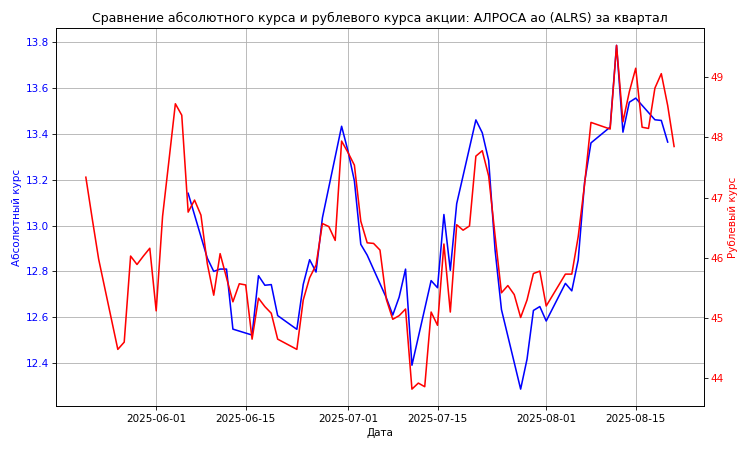 Сравнение абсолютного курса и рублевого курса акции: АЛРОСА ао (ALRS) за квартал
13.8
13.6
13.4
13.2
13.0
12.8
12.6
12.4
Абсолютный курс
49
48
47
46
45
44
Рублевый курс
2025-06-01 2025-06-15 2025-07-01 2025-07-15 2025-08-01 2025-08-15
Дата